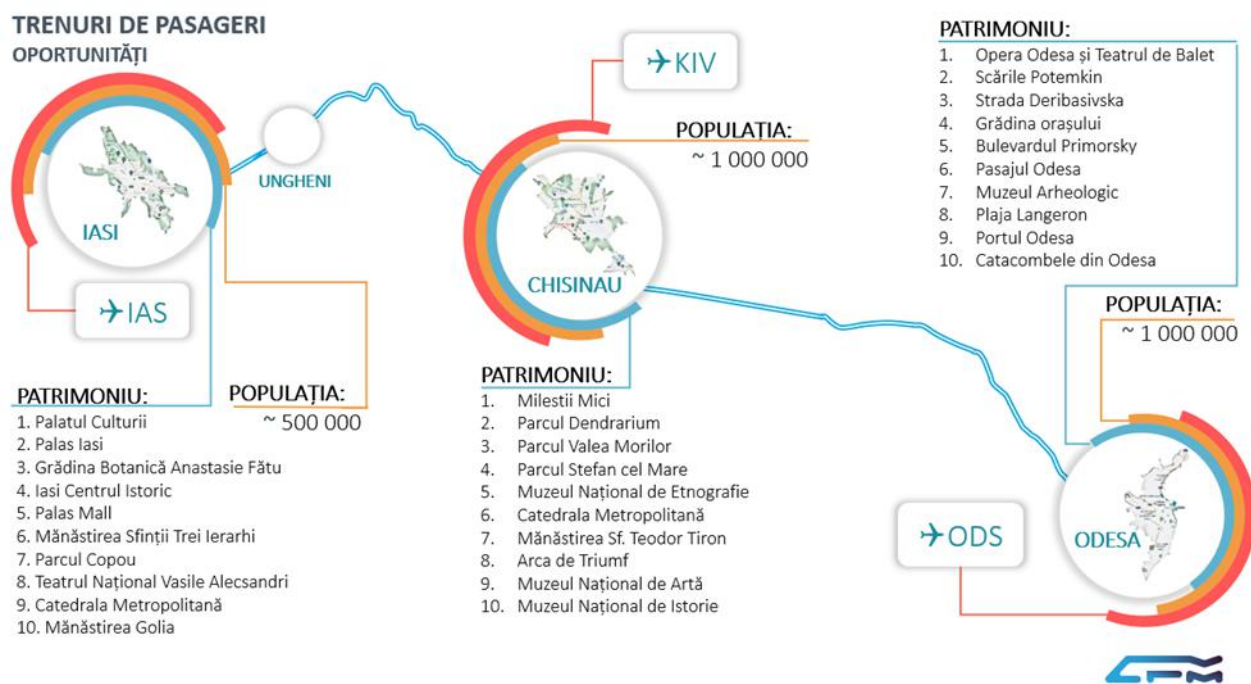 TRENURI DE PASAGERI
OPORTUNITĂȚI
IASI
✈IAS
UNGHENI
PATRIMONIU:
1. Palatul Culturii
2. Palas Iasi
3. Grădina Botanică Anastasie Fătu
4. Iasi Centrul Istoric
5. Palas Mall
6. Mănăstirea Sfinții Trei Ierarhi
7. Parcul Copou
8. Teatrul Național Vasile Alecsandri
9. Catedrala Metropolitană
10. Mănăstirea Golia
POPULAȚIA:
~ 500 000
✈KIV
POPULAȚIA:
~ 1 000 000
CHISINAU
PATRIMONIU:
1. Milestii Mici
2. Parcul Dendrarium
3. Parcul Valea Morilor
4. Parcul Stefan cel Mare
5. Muzeul Național de Etnografie
6. Catedrala Metropolitană
7. Mănăstirea Sf. Teodor Tiron
8. Arca de Triumf
9. Muzeul Național de Artă
10. Muzeul Național de Istorie
PATRIMONIU:
1. Opera Odesa și Teatrul de Balet
2. Scările Potemkin
3. Strada Deribasivska
4. Grădina orașului
5. Bulevardul Primorsky
6. Pasajul Odesa
7. Muzeul Arheologic
8. Plaja Langeron
9. Portul Odesa
10. Catacombele din Odesa
POPULAȚIA:
~ 1 000 000
✈ODS
ODESA
CFM